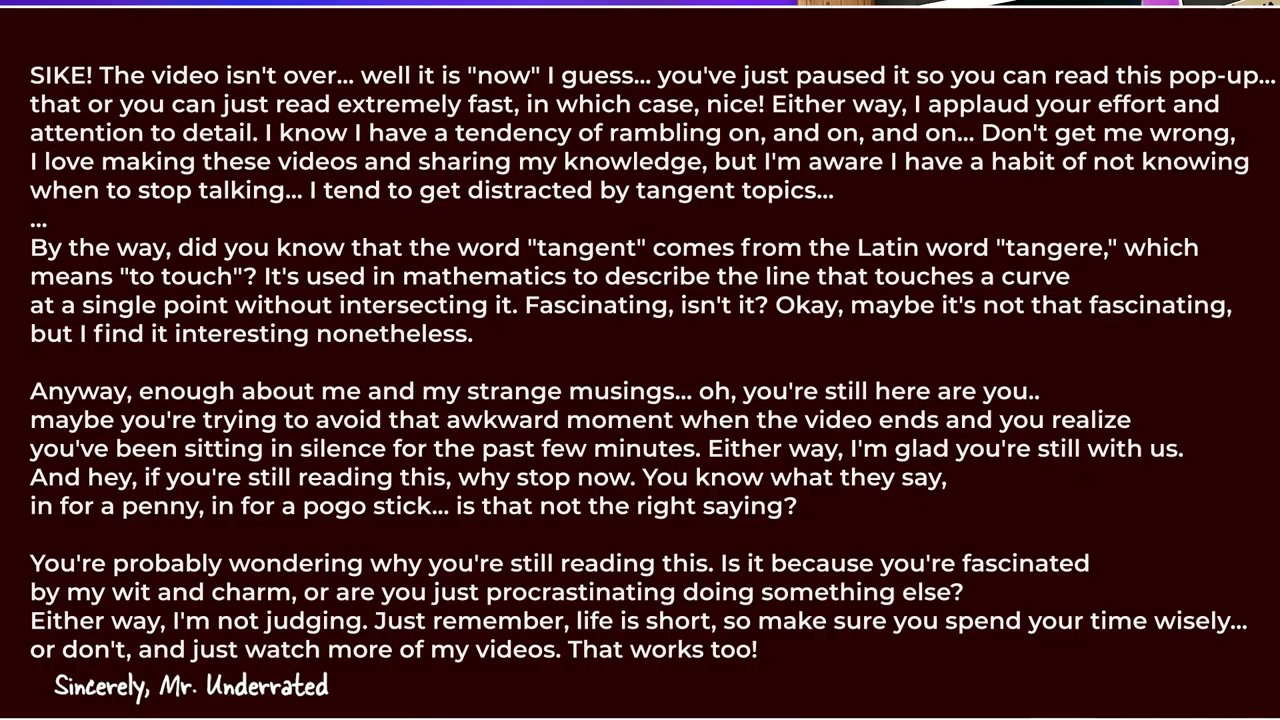 SIKE! The video isn't over... well it is "now" I guess... you've just paused it so you can read this pop-up...
that or you can just read extremely fast, in which case, nice! Either way, I applaud your effort and
attention to detail. I know I have a tendency of rambling on, and on, and on... Don't get me wrong,
I love making these videos and sharing my knowledge, but I'm aware I have a habit of not knowing
when to stop talking... I tend to get distracted by tangent topics...
...
By the way, did you know that the word "tangent" comes from the Latin word "tangere," which
means "to touch"? It's used in mathematics to describe the line that touches a curve
at a single point without intersecting it. Fascinating, isn't it? Okay, maybe it's not that fascinating,
but I find it interesting nonetheless.
Anyway, enough about me and my strange musings... oh, you're still here are you..
maybe you're trying to avoid that awkward moment when the video ends and you realize
you've been sitting in silence for the past few minutes. Either way, I'm glad you're still with us.
And hey, if you're still reading this, why stop now. You know what they say,
in for a penny, in for a pogo stick... is that not the right saying?
You're probably wondering why you're still reading this. Is it because you're fascinated
by my wit and charm, or are you just procrastinating doing something else?
Either way, I'm not judging. Just remember, life is short, so make sure you spend your time wisely...
or don't, and just watch more of my videos. That works too!
Sincerely, Mr. Underrated